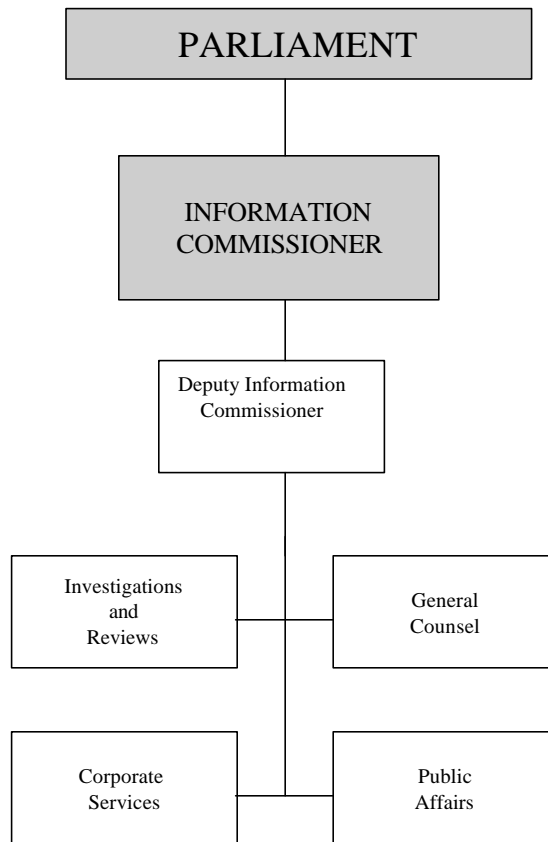 PARLIAMENT
INFORMATION
COMMISSIONER
Deputy Information
Commissioner
Investigations
and
Reviews
General
Counsel
Corporate
Services
Public
Affairs